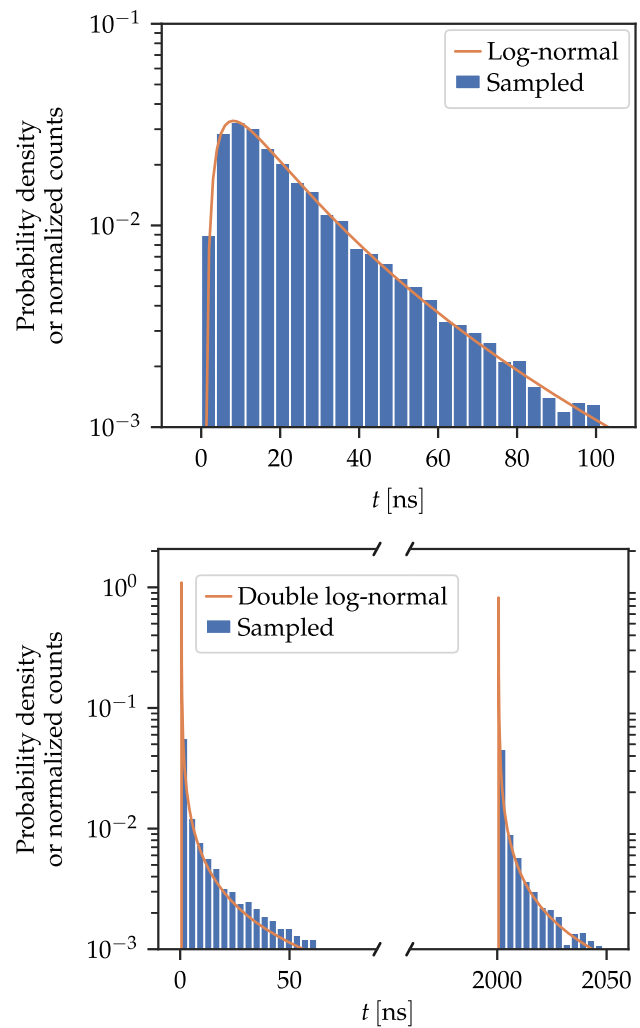 10⁻¹
Log-normal
Sampled
Probability density
or normalized counts
10⁻²
10⁻³
0 20 40 60 80 100
t [ns]
10⁰
Double log-normal
Sampled
Probability density
or normalized counts
10⁻¹
10⁻²
10⁻³
0 50 2000 2050
t [ns]